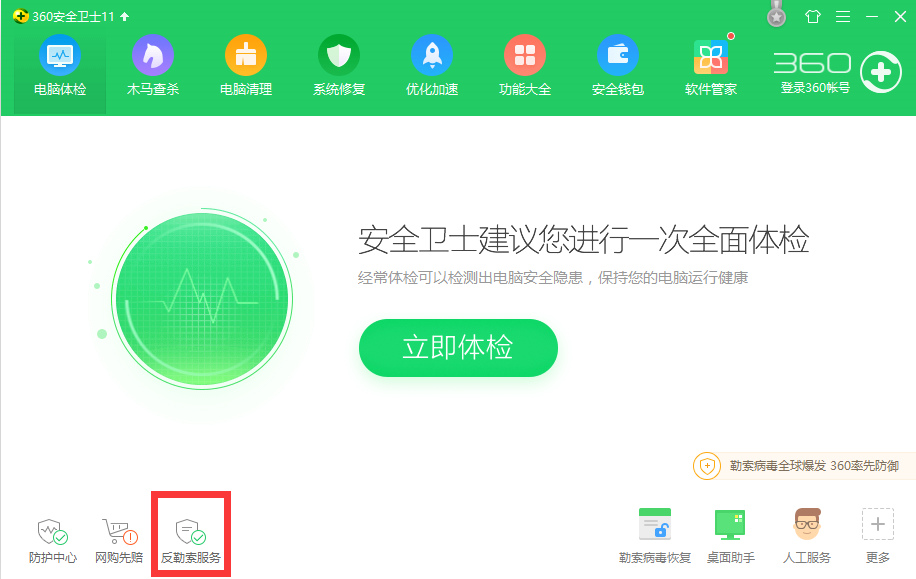 360安全卫士11
电脑体检
木马查杀
电脑清理
系统修复
优化加速
功能大全
安全钱包
软件管家
360
登录360帐号
安全卫士建议您进行一次全面体检
经常体检可以检测出电脑安全隐患，保持您的电脑运行健康
立即体检
勒索病毒全球爆发 360率先防御
防护中心
网购先赔
反勒索服务
勒索病毒恢复
桌面助手
人工服务
更多